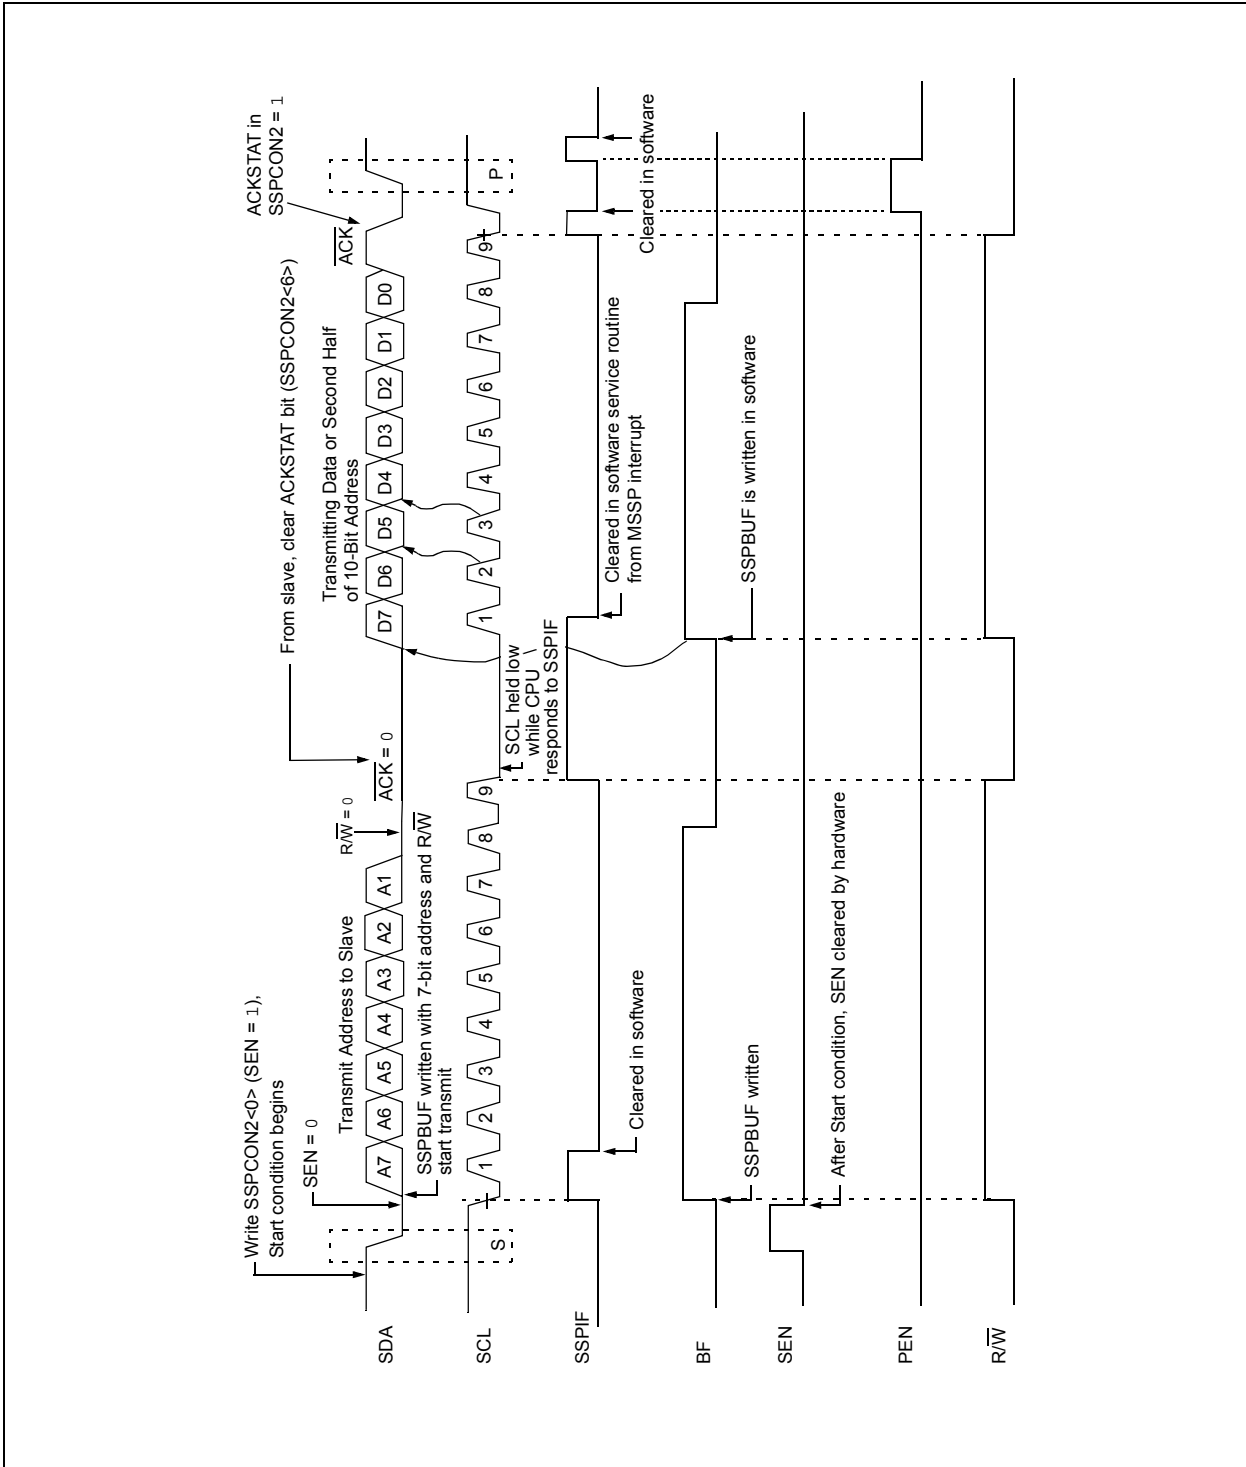 Write SSPCON2<0> (SEN = 1),
Start condition begins
SEN = 0
Transmit Address to Slave
R/W = 0
From slave, clear ACKSTAT bit (SSPCON2<6>)
ACK = 0
Transmitting Data or Second Half
of 10-Bit Address
ACK
ACKSTAT in
SSPCON2 = 1
SDA
A7 A6 A5 A4 A3 A2 A1
D7 D6 D5 D4 D3 D2 D1 D0
SSPBUF written with 7-bit address and R/W
start transmit
SCL
S
1 2 3 4 5 6 7 8 9
1 2 3 4 5 6 7 8 9
P
SCL held low
while CPU
responds to SSPIF
SSPIF
Cleared in software
Cleared in software service routine
from MSSP interrupt
Cleared in software
BF
SSPBUF written
SSPBUF is written in software
SEN
After Start condition, SEN cleared by hardware
PEN
R/W